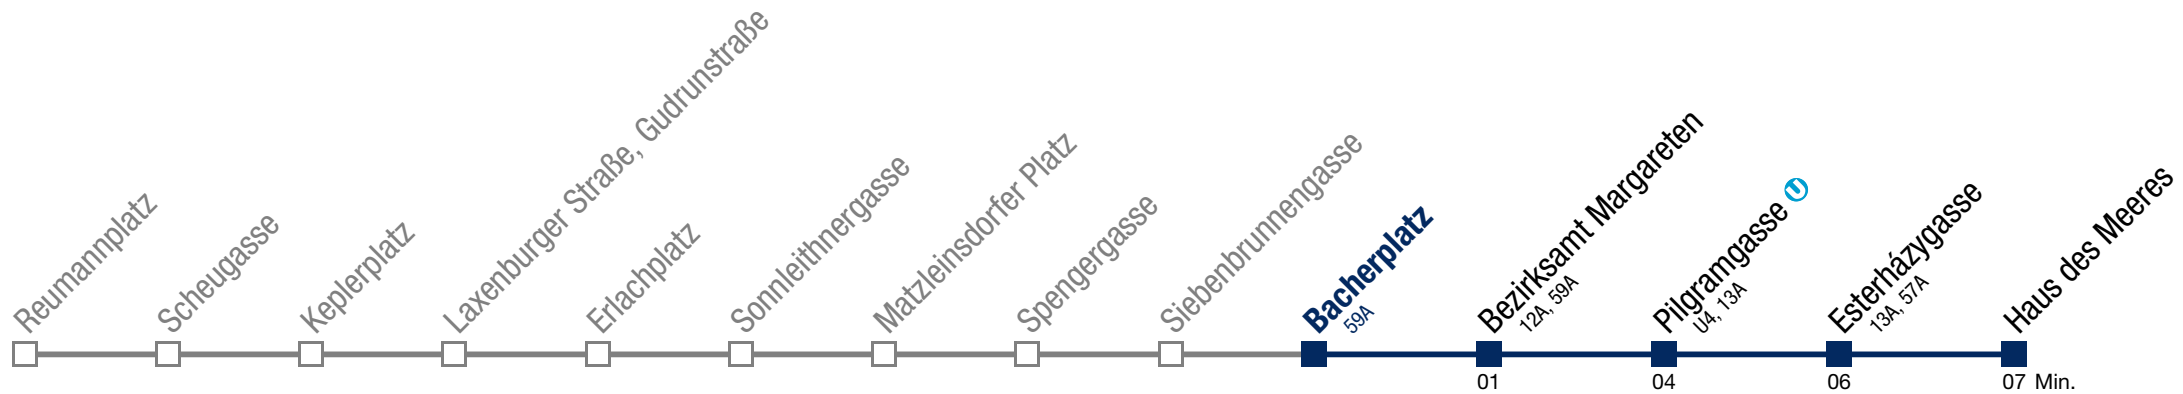 Reumannplatz
Scheugasse
Keplerplatz
Laxenburger Straße, Gudrunstraße
Erlachplatz
Sonnleithnergasse
Matzleinsdorfer Platz
Spengergasse
Siebenbrunnengasse
Bacherplatz
59A
Bezirksamt Margareten
12A, 59A
Pilgramgasse U
U4, 13A
Esterházygasse
13A, 57A
Haus des Meeres
01 04 06 07 Min.